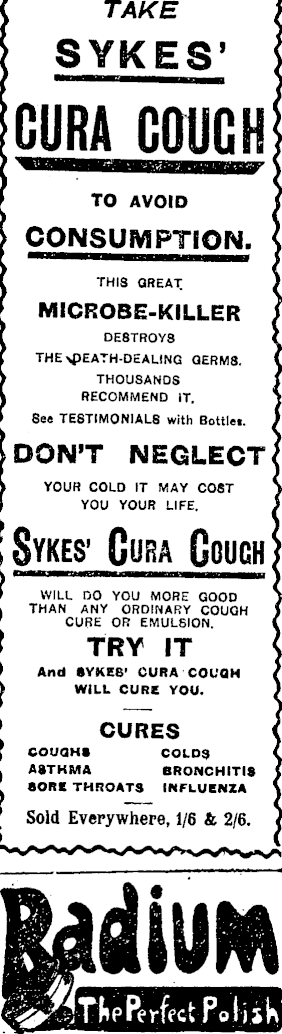 TAKE
SYKES'
CURA COUGH
TO AVOID
CONSUMPTION.
THIS GREAT
MICROBE-KILLER
DESTROYS
THE DEATH-DEALING GERMS.
THOUSANDS
RECOMMEND IT.
See TESTIMONIALS with Bottles.
DON'T NEGLECT
YOUR COLD IT MAY COST
YOU YOUR LIFE.
SYKES' CURA COUGH
WILL DO YOU MORE GOOD
THAN ANY ORDINARY COUGH
CURE OR EMULSION.
TRY IT
And SYKES' CURA COUGH
WILL CURE YOU.
CURES
COUGHS COLDS
ASTHMA BRONCHITIS
SORE THROATS INFLUENZA
Sold Everywhere, 1/6 & 2/6.
Radium
The Perfect Polish